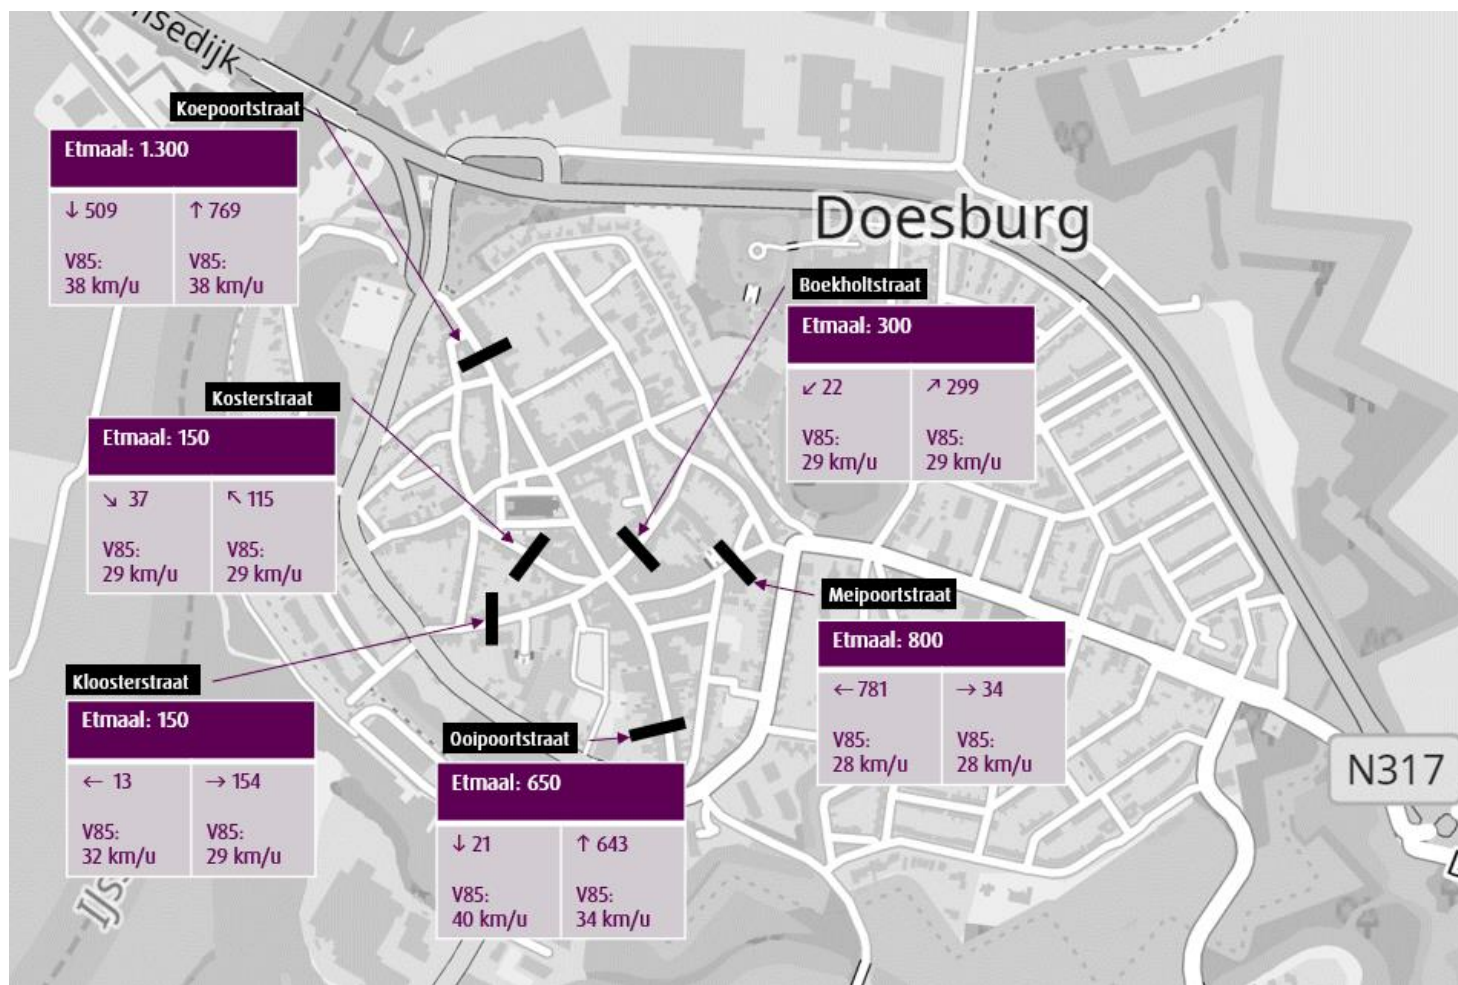 nsedijk
Koepoortstraat
Etmaal: 1.300
↓ 509 ↑ 769
V85: V85:
38 km/u 38 km/u
Doesburg
Boekholtstraat
Etmaal: 300
↙ 22 ↗ 299
V85: V85:
29 km/u 29 km/u
Kosterstraat
Etmaal: 150
↘ 37 ↖ 115
V85: V85:
29 km/u 29 km/u
Meipoortstraat
Etmaal: 800
← 781 → 34
V85: V85:
28 km/u 28 km/u
Kloosterstraat
Etmaal: 150
← 13 → 154
V85: V85:
32 km/u 29 km/u
Ooipoortstraat
Etmaal: 650
↓ 21 ↑ 643
V85: V85:
40 km/u 34 km/u
N317
IJss